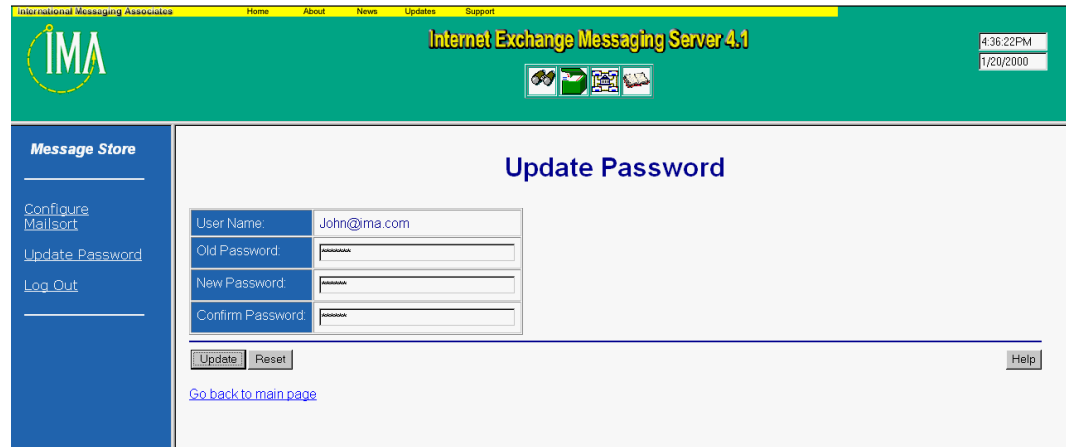 International Messaging Associates Home About News Updates Support
IMA
Internet Exchange Messaging Server 4.1
4:36:22PM
1/20/2000
Message Store
Configure
Mailsort
Update Password
Log Out
Update Password
User Name: John@ima.com
Old Password: *******
New Password: ******
Confirm Password: ******
Update Reset Help
Go back to main page